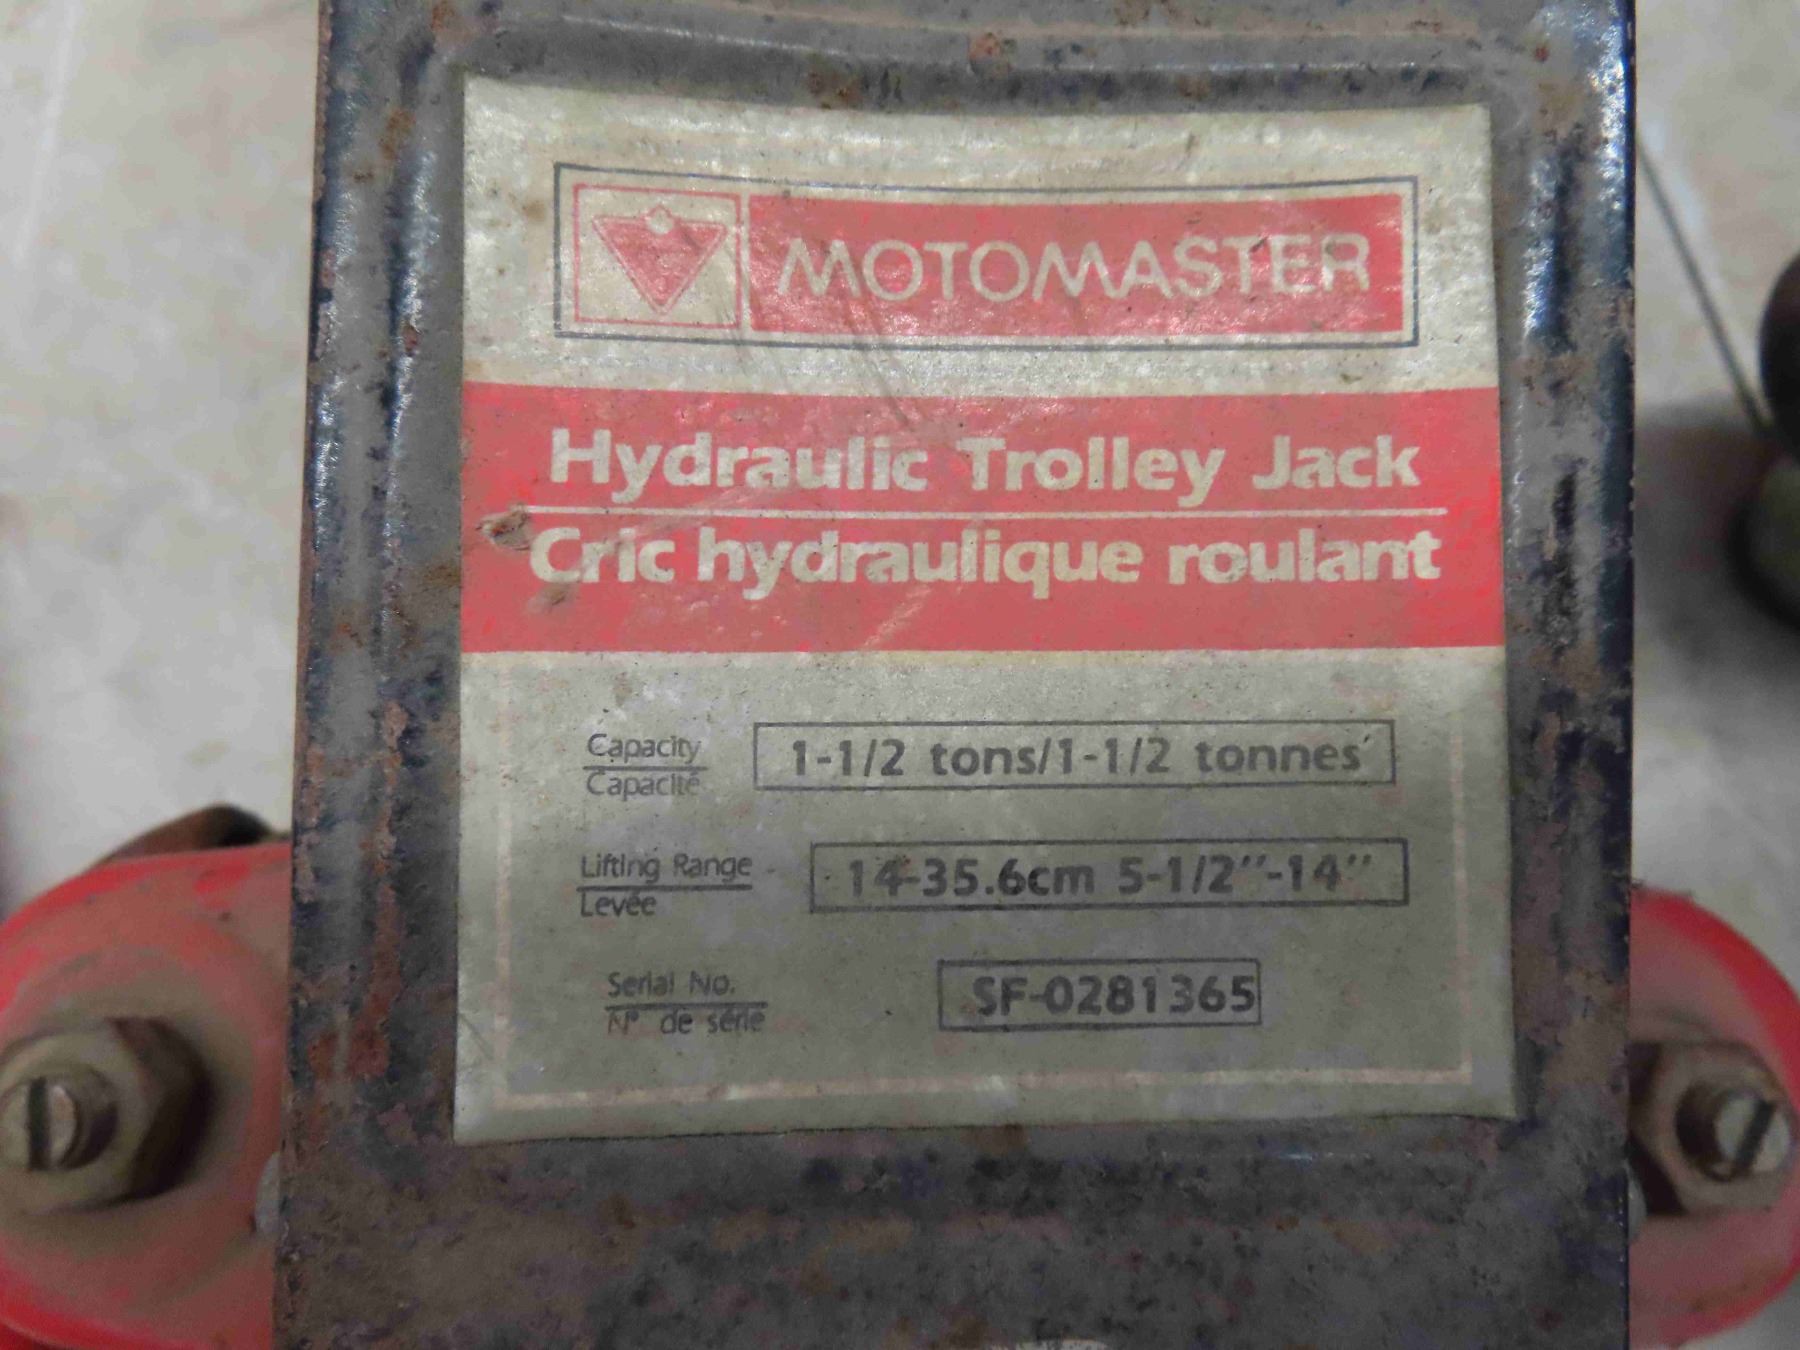 MOTOMASTER
Hydraulic Trolley Jack
Cric hydraulique roulant
Capacity
Capacité
1-1/2 tons/1-1/2 tonnes
Lifting Range
Levée
14-35.6cm 5-1/2"-14"
Serial No.
N° de série
SF-0281365